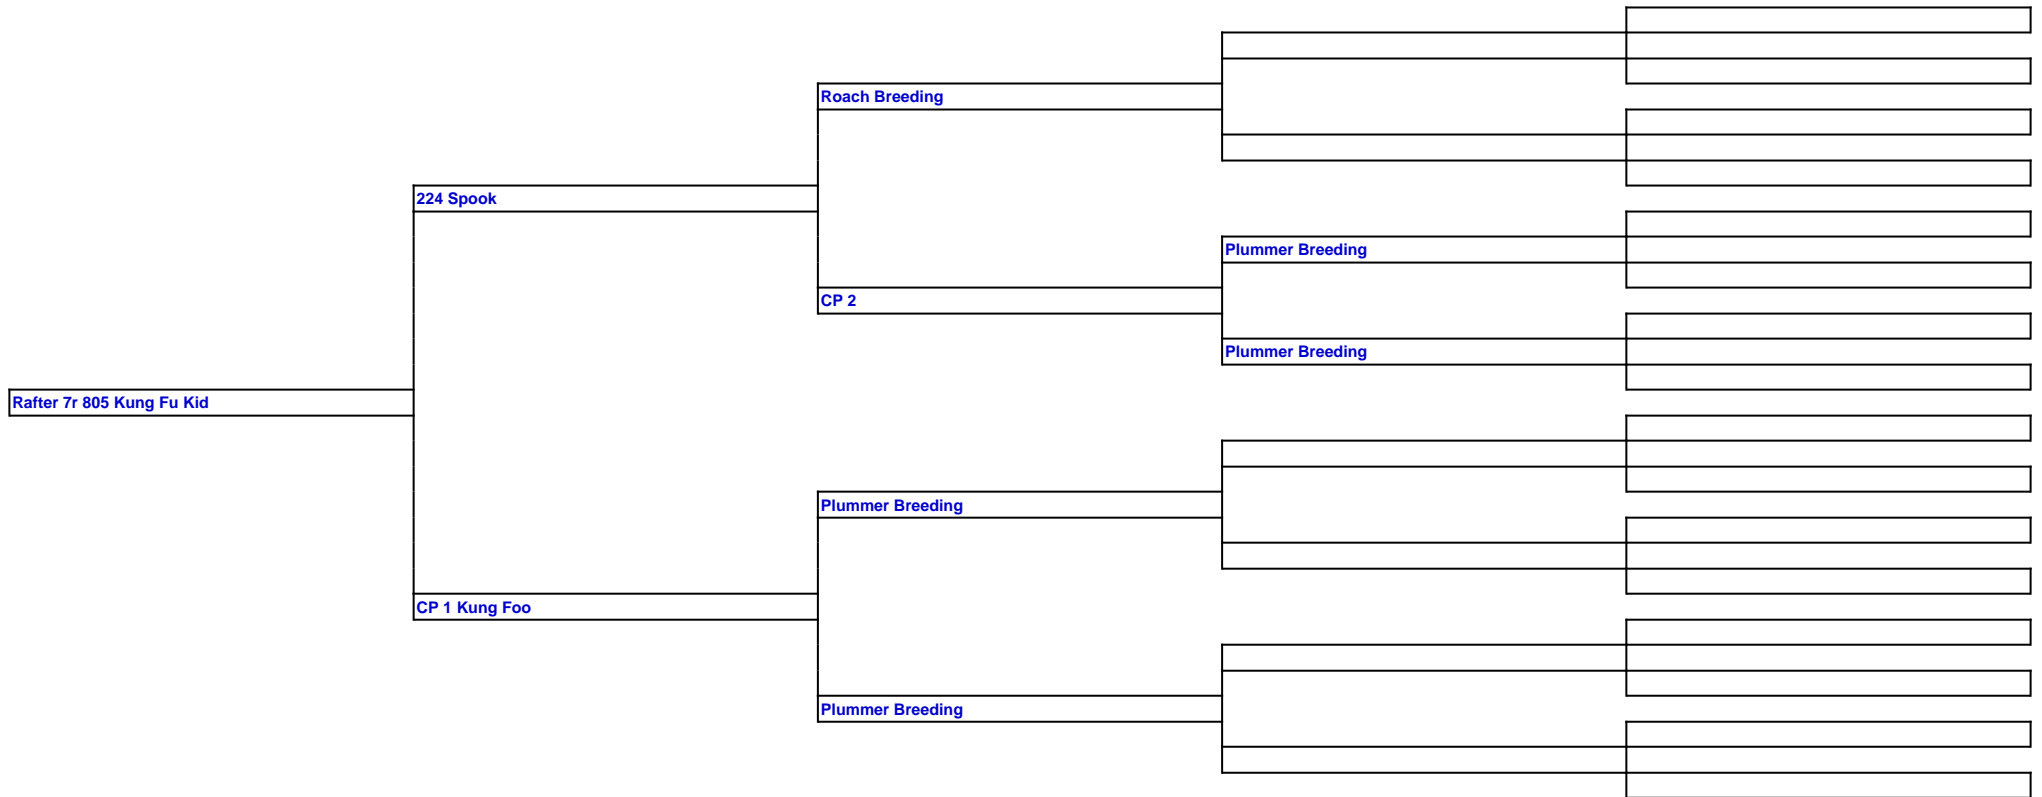 Roach Breeding
224 Spook
Plummer Breeding
CP 2
Plummer Breeding
Rafter 7r 805 Kung Fu Kid
Plummer Breeding
CP 1 Kung Foo
Plummer Breeding